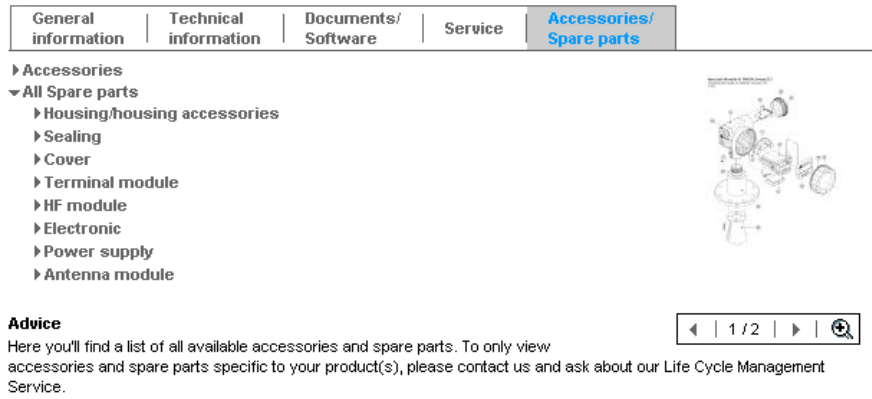 General information
Technical information
Documents/ Software
Service
Accessories/ Spare parts
Accessories
All Spare parts
Housing/housing accessories
Sealing
Cover
Terminal module
HF module
Electronic
Power supply
Antenna module
Advice
1 / 2
Here you'll find a list of all available accessories and spare parts. To only view
accessories and spare parts specific to your product(s), please contact us and ask about our Life Cycle Management
Service.